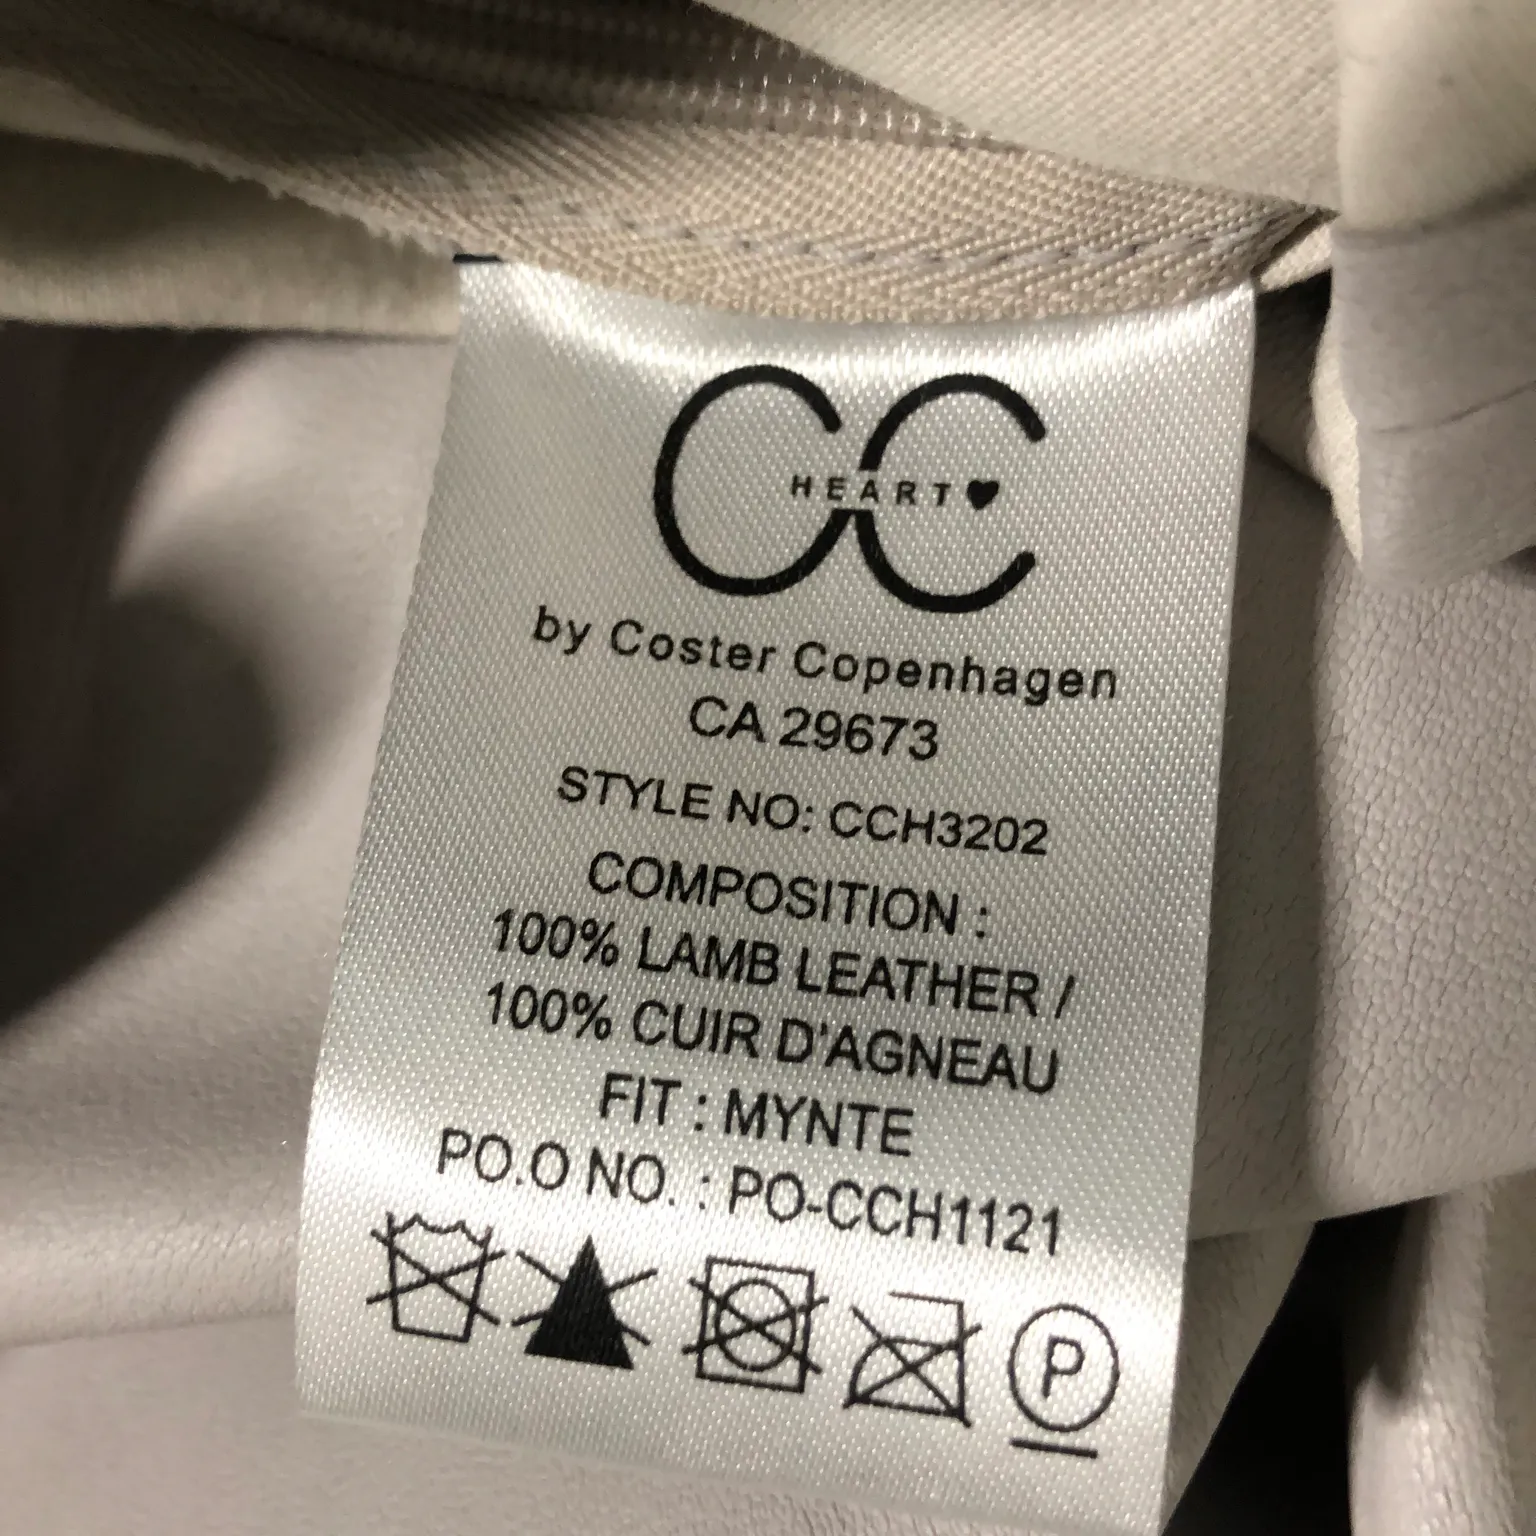 CC
HEART♥
by Coster Copenhagen
CA 29673
STYLE NO: CCH3202
COMPOSITION :
100% LAMB LEATHER /
100% CUIR D'AGNEAU
FIT : MYNTE
PO.O NO. : PO-CCH1121
P